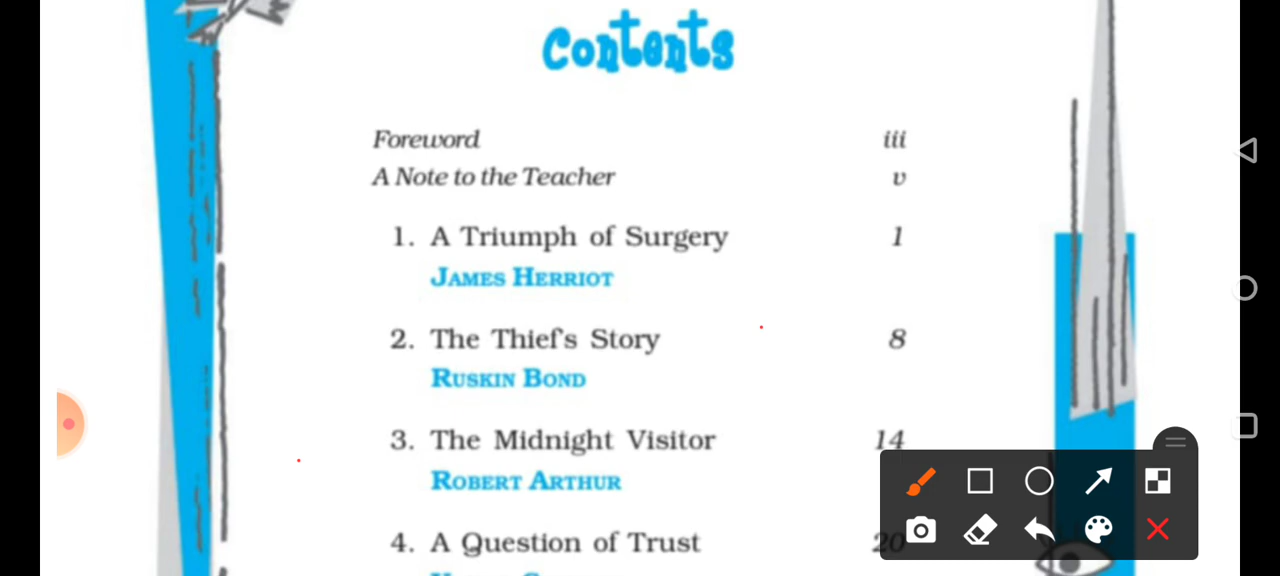 Contents
Foreword iii
A Note to the Teacher v
1. A Triumph of Surgery 1
JAMES HERRIOT
2. The Thief's Story 8
RUSKIN BOND
3. The Midnight Visitor 14
ROBERT ARTHUR
4. A Question of Trust 20